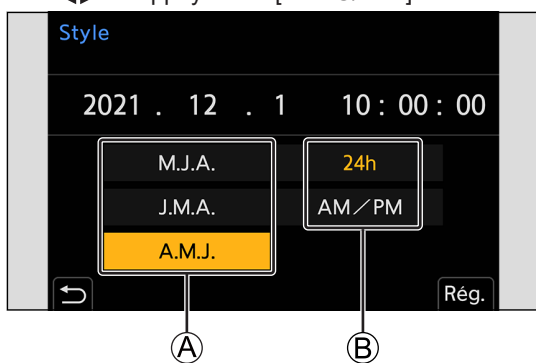 Style
2021 . 12 . 1 10 : 00 : 00
M.J.A. 24h
J.M.A. AM/PM
A.M.J.
Rég.
A B